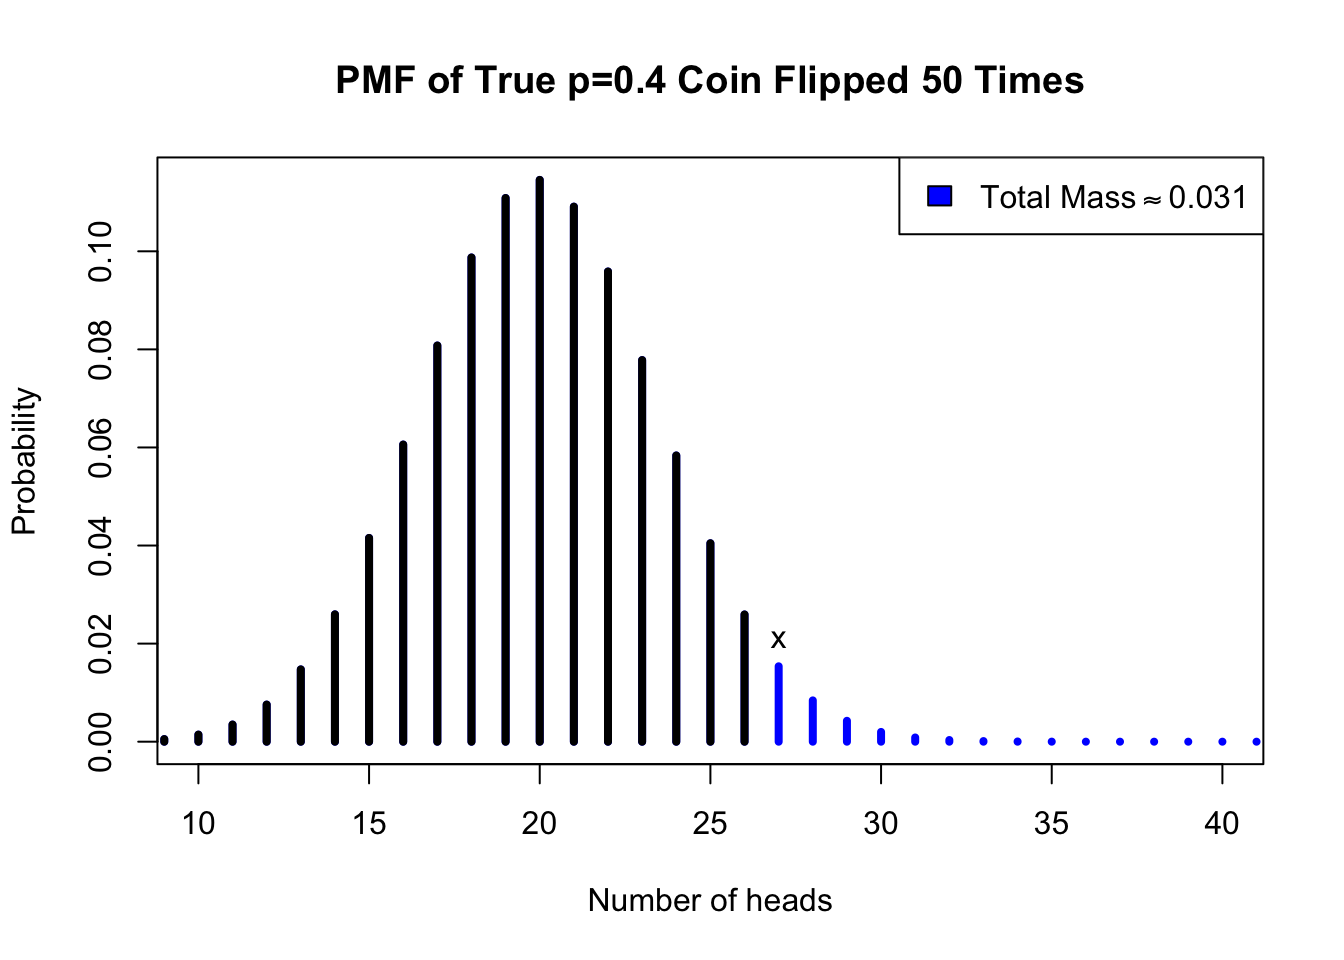 PMF of True p=0.4 Coin Flipped 50 Times
Total Mass ≈ 0.031
Probability
0.10
0.08
0.06
0.04
0.02
0.00
x
10 15 20 25 30 35 40
Number of heads